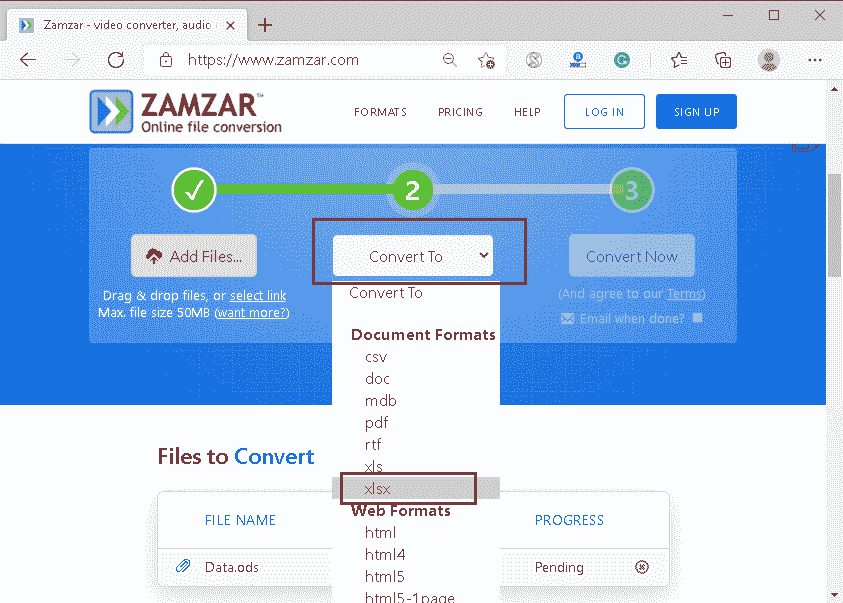 Zamzar - video converter, audio
https://www.zamzar.com
ZAMZAR™
Online file conversion
FORMATS
PRICING
HELP
LOG IN
SIGN UP
2
3
Add Files...
Convert To
Convert Now
Drag & drop files, or select link
Max. file size 50MB (want more?)
(And agree to our Terms)
Email when done?
Convert To
Document Formats
csv
doc
mdb
pdf
rtf
xls
xlsx
Web Formats
html
html4
html5
html5-1page
Files to Convert
FILE NAME
PROGRESS
Data.ods
Pending